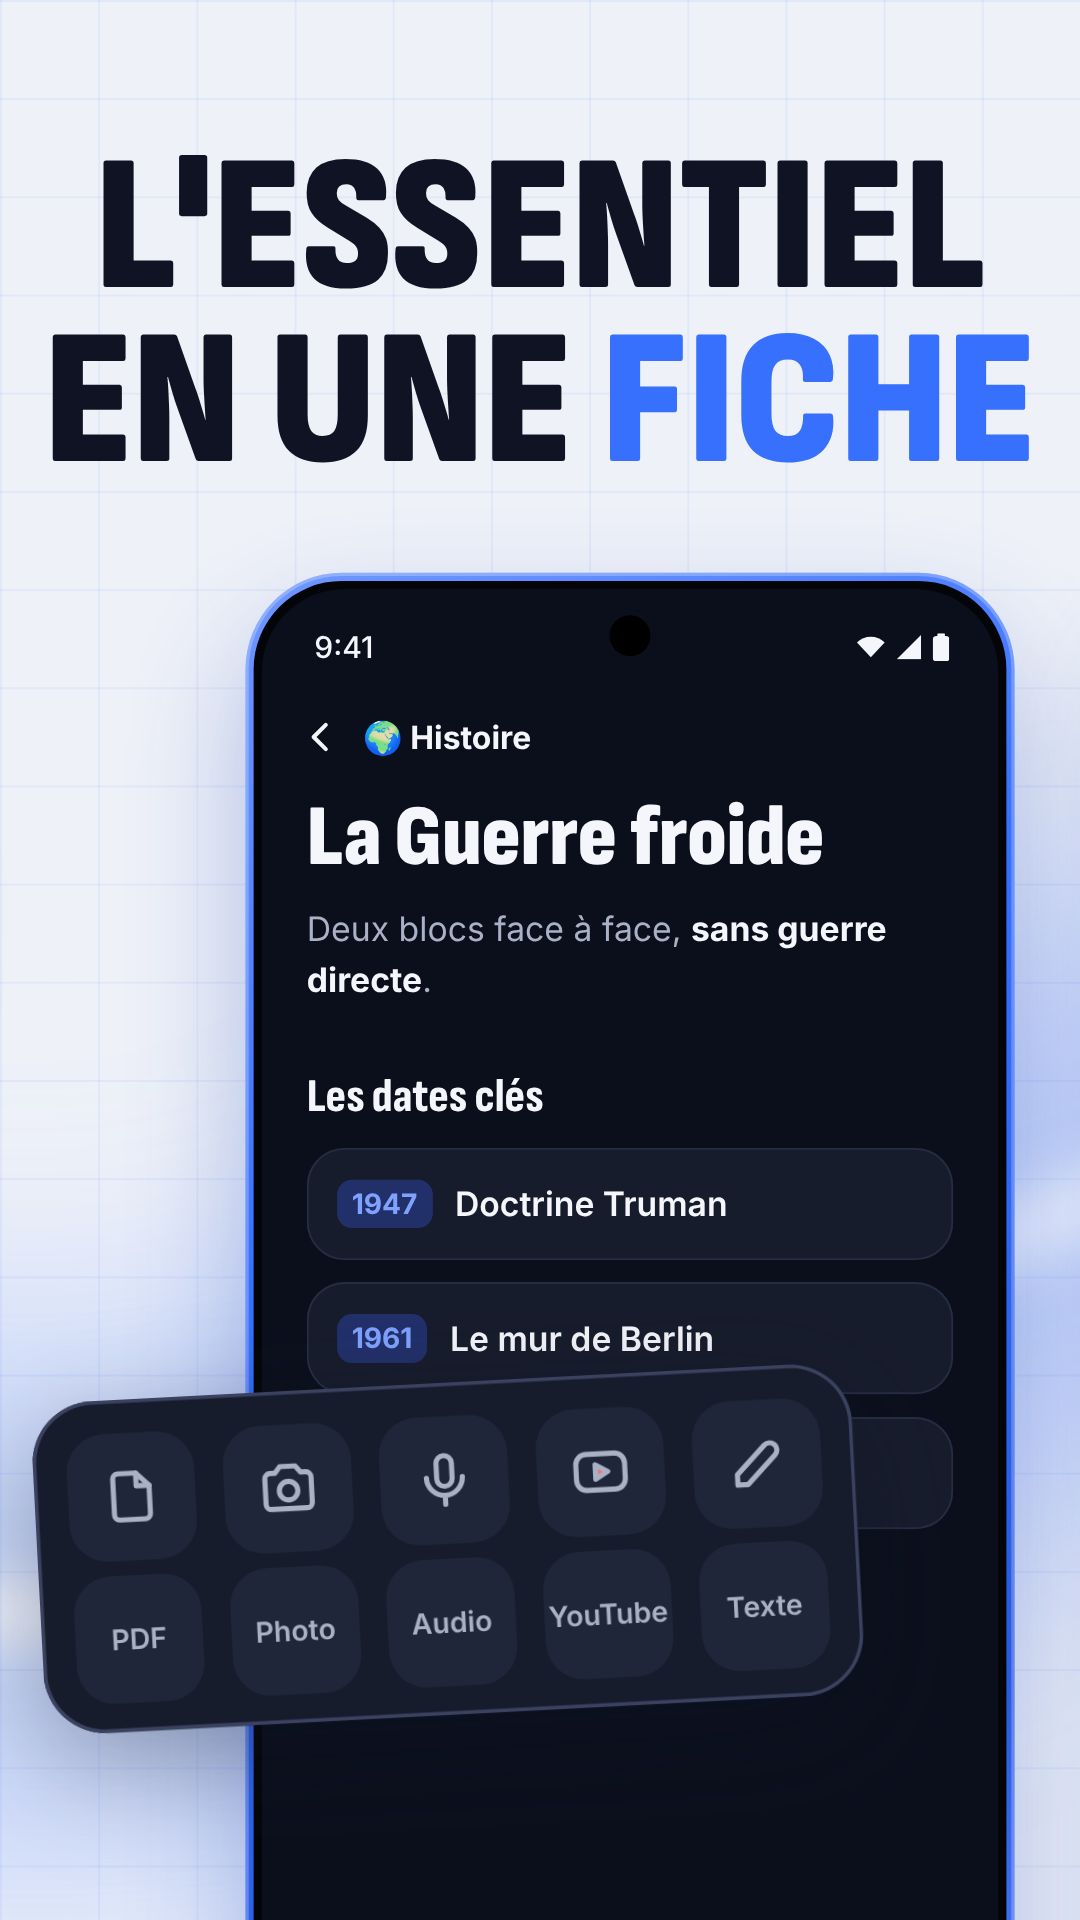 L'ESSENTIEL
EN UNE FICHE
9:41
Histoire
La Guerre froide
Deux blocs face à face, sans guerre
directe.
Les dates clés
1947 Doctrine Truman
1961 Le mur de Berlin
PDF Photo Audio YouTube Texte